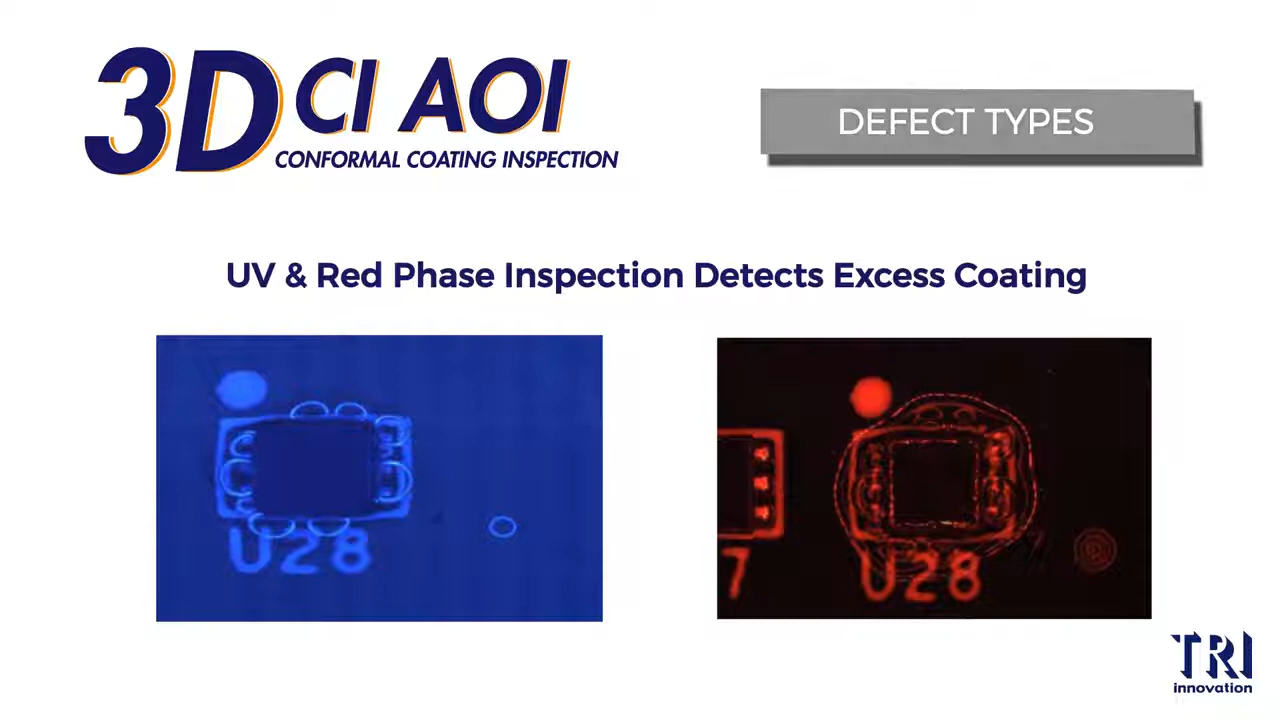 3D CI AOI
CONFORMAL COATING INSPECTION
DEFECT TYPES
UV & Red Phase Inspection Detects Excess Coating
U28
7 U28
TRI
innovation